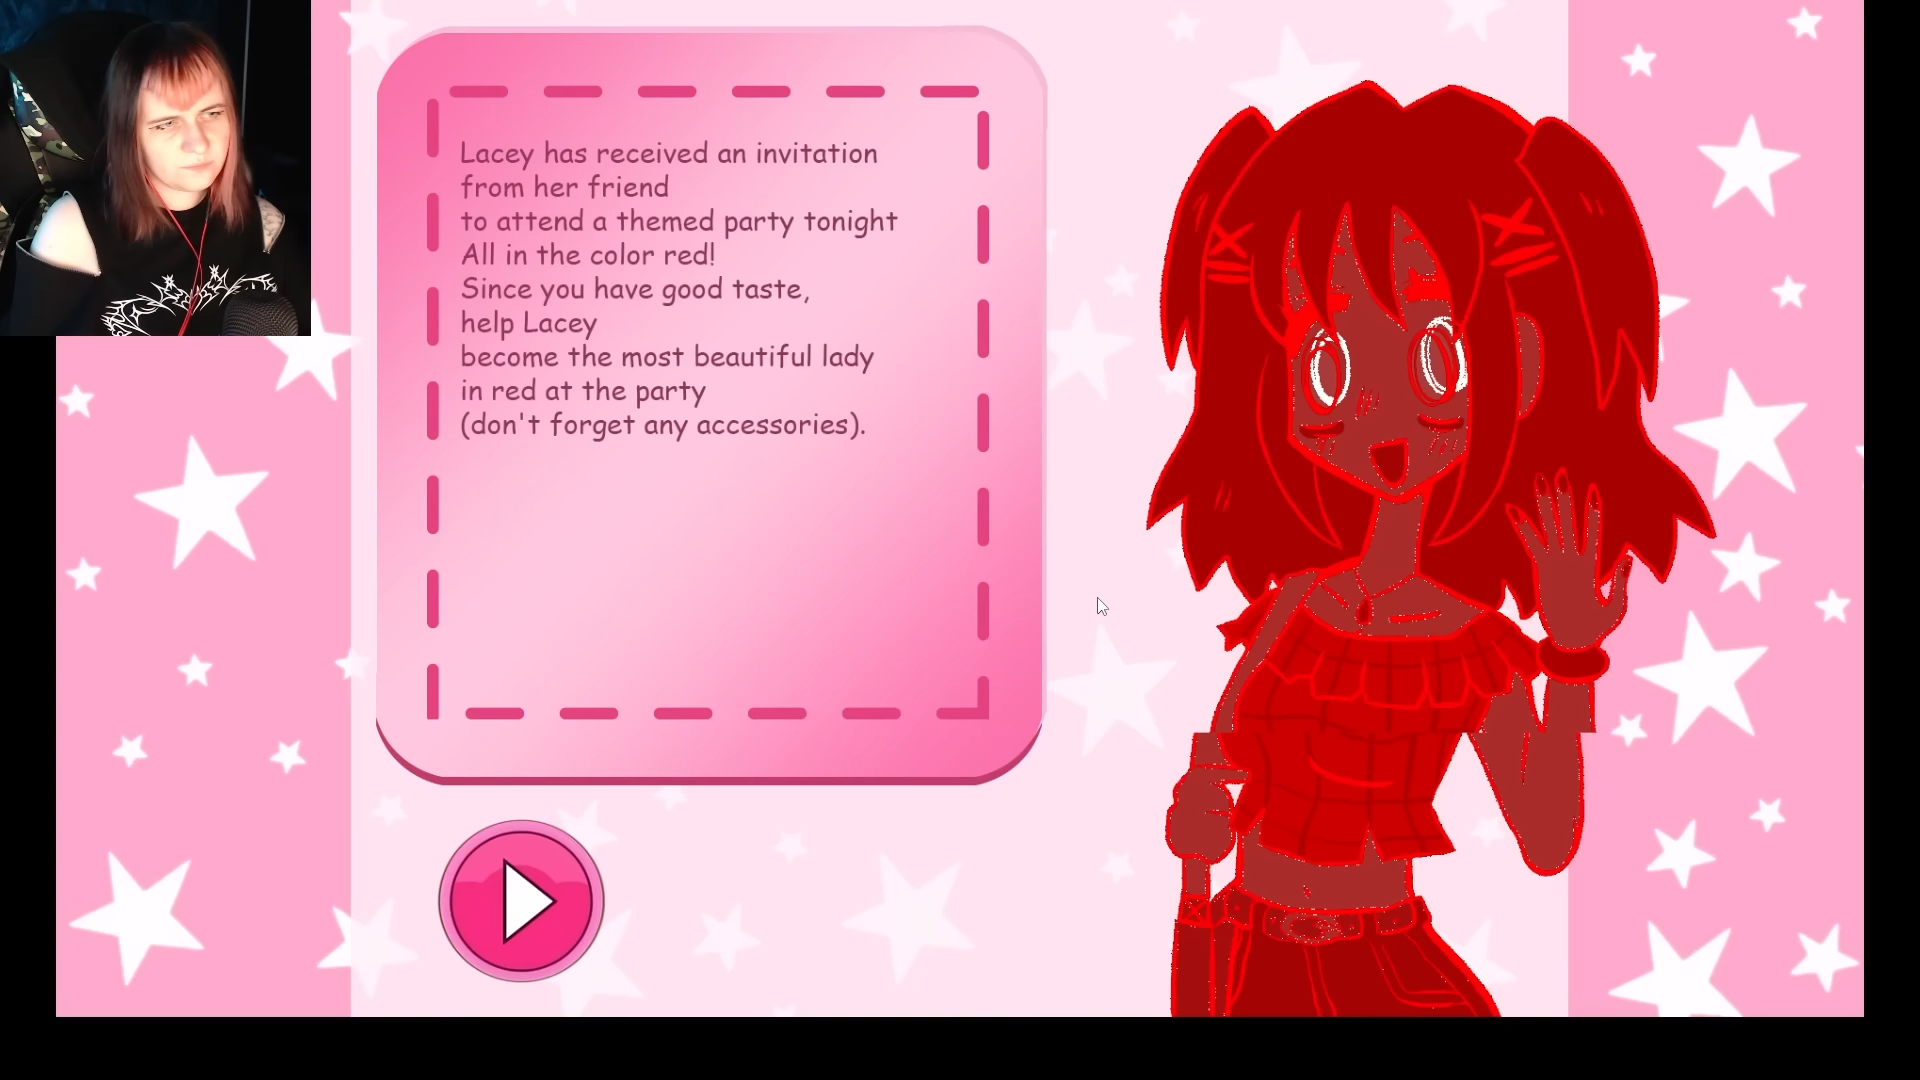 Lacey has received an invitation
from her friend
to attend a themed party tonight
All in the color red!
Since you have good taste,
help Lacey
become the most beautiful lady
in red at the party
(don't forget any accessories).